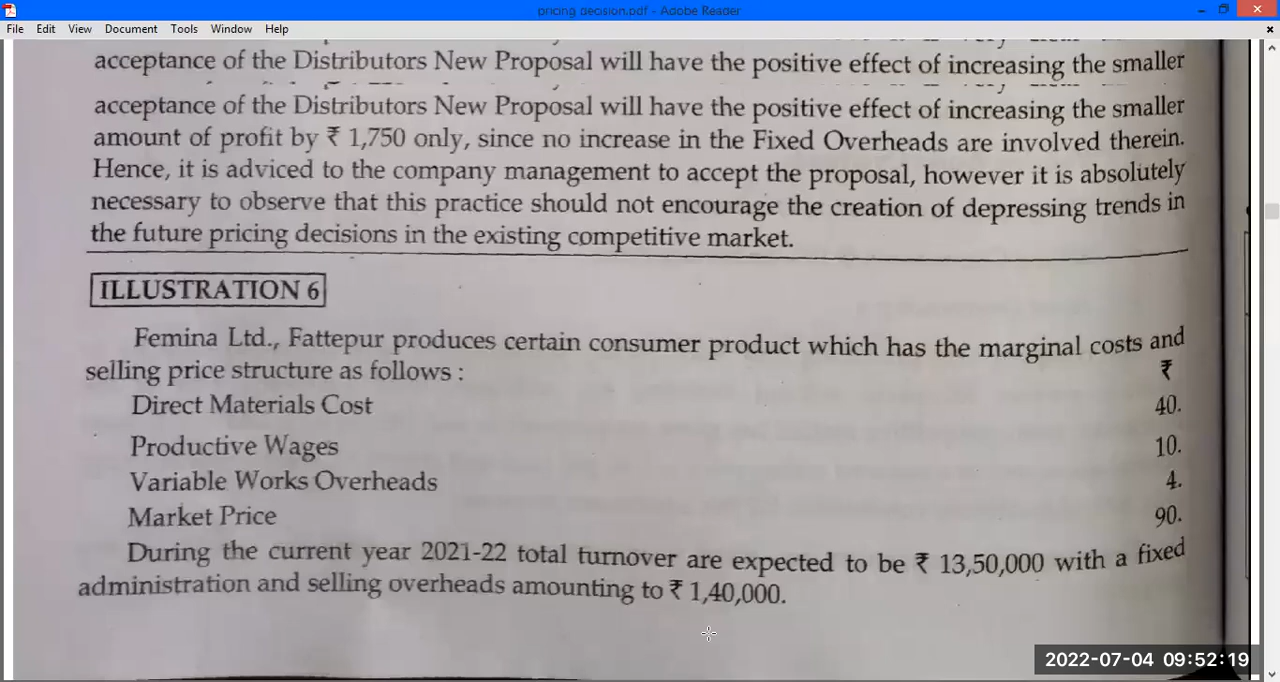 pricing decision.pdf - Adobe Reader
File Edit View Document Tools Window Help
acceptance of the Distributors New Proposal will have the positive effect of increasing the smaller
acceptance of the Distributors New Proposal will have the positive effect of increasing the smaller
amount of profit by ₹ 1,750 only, since no increase in the Fixed Overheads are involved therein.
Hence, it is adviced to the company management to accept the proposal, however it is absolutely
necessary to observe that this practice should not encourage the creation of depressing trends in
the future pricing decisions in the existing competitive market.
ILLUSTRATION 6
Femina Ltd., Fattepur produces certain consumer product which has the marginal costs and
selling price structure as follows :
₹
Direct Materials Cost 40.
Productive Wages 10.
Variable Works Overheads 4.
Market Price 90.
During the current year 2021-22 total turnover are expected to be ₹ 13,50,000 with a fixed
administration and selling overheads amounting to ₹ 1,40,000.
2022-07-04 09:52:19